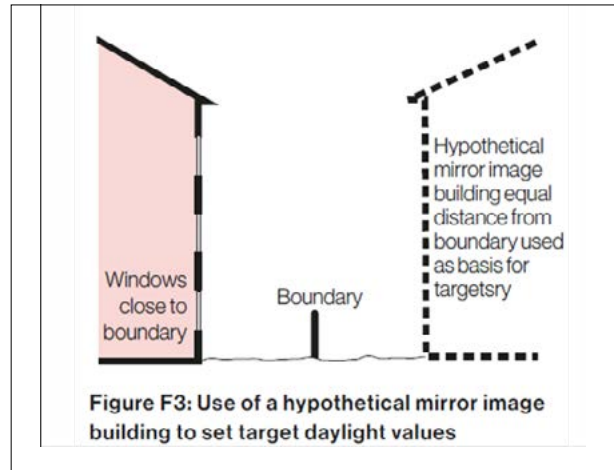 Hypothetical
mirror image
building equal
distance from
boundary used
as basis for
targetsry
Windows
close to
boundary
Boundary
Figure F3: Use of a hypothetical mirror image
building to set target daylight values